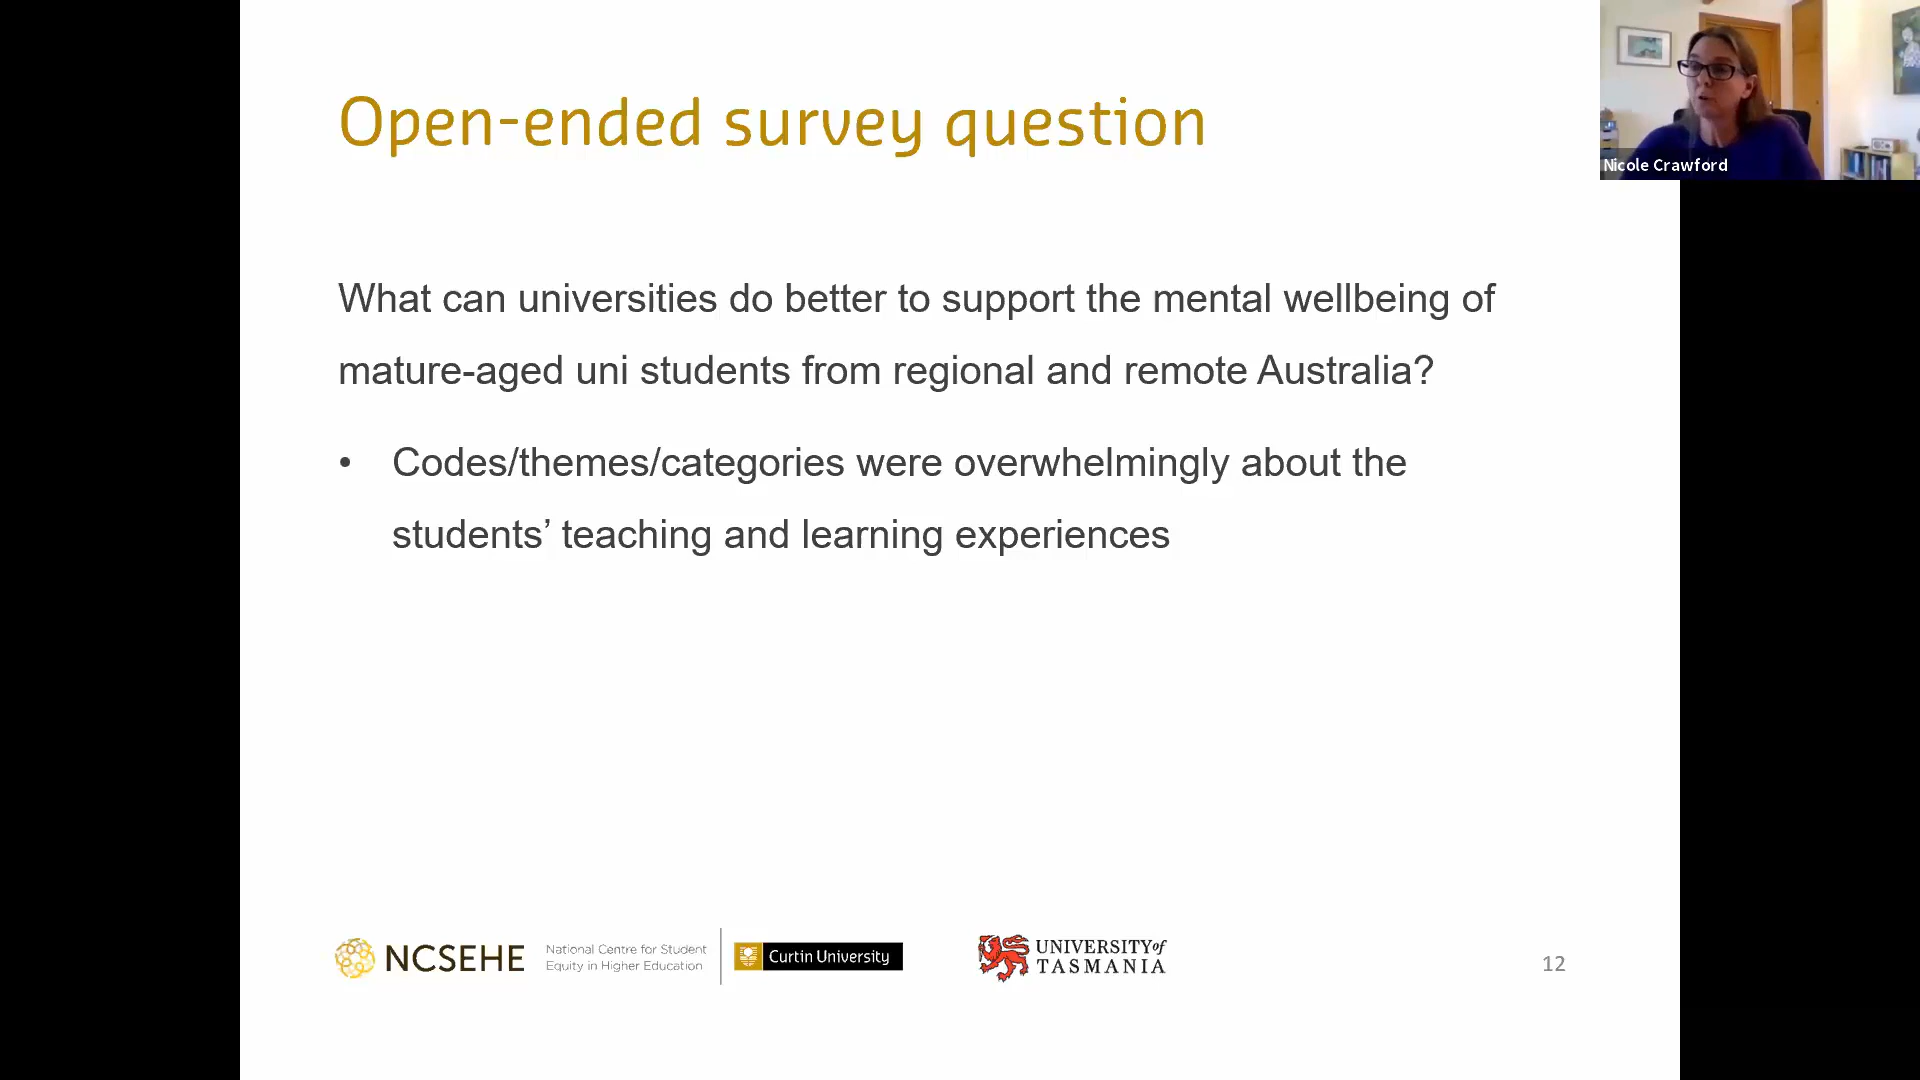 Open-ended survey question
Nicole Crawford
What can universities do better to support the mental wellbeing of
mature-aged uni students from regional and remote Australia?
• Codes/themes/categories were overwhelmingly about the
students’ teaching and learning experiences
NCSEHE
National Centre for Student
Equity in Higher Education
Curtin University
UNIVERSITY of
TASMANIA
12